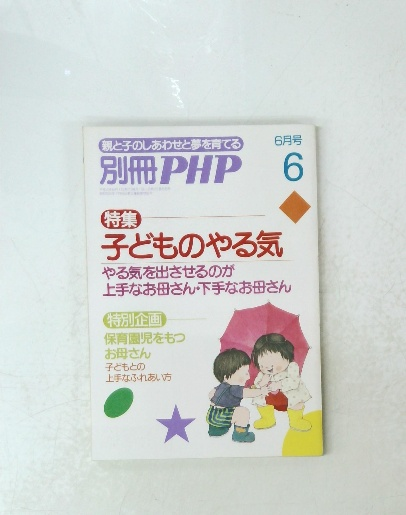 親と子のしあわせと夢を育てる
6月号
別冊PHP
6
特集
子どものやる気
やる気を出させるのが
上手なお母さん・下手なお母さん
特別企画
保育園児をもつ
お母さん
子どもとの
上手なふれあい方